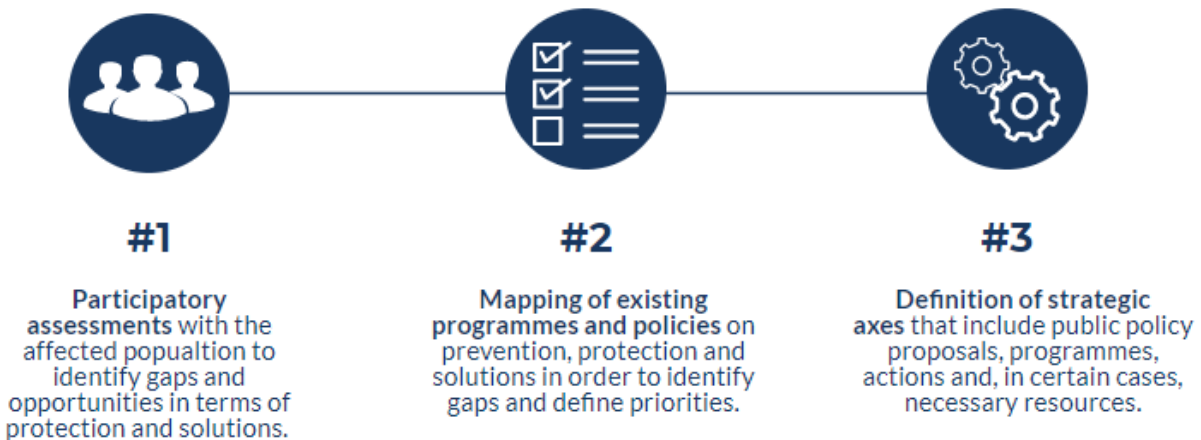 #1
Participatory
assessments with the
affected popualtion to
identify gaps and
opportunities in terms of
protection and solutions.
#2
Mapping of existing
programmes and policies on
prevention, protection and
solutions in order to identify
gaps and define priorities.
#3
Definition of strategic
axes that include public policy
proposals, programmes,
actions and, in certain cases,
necessary resources.